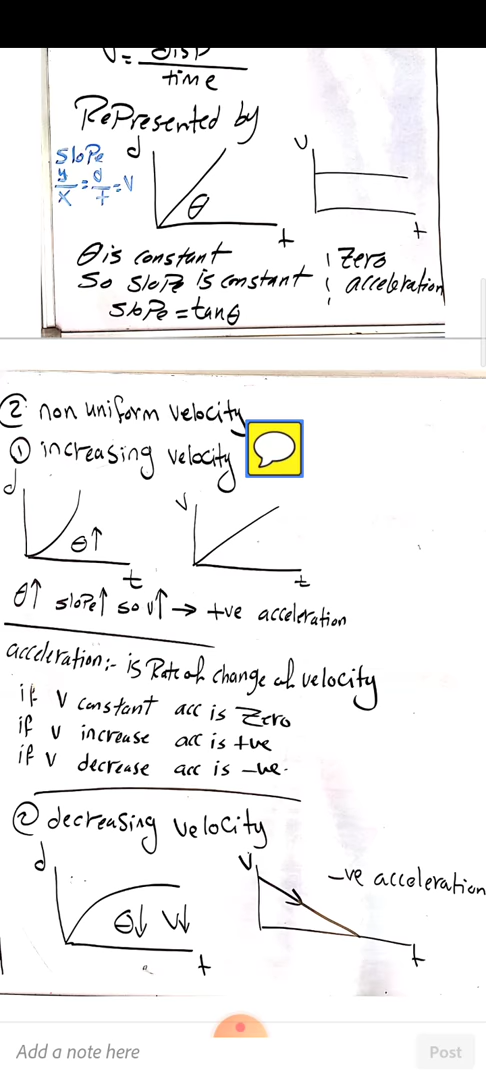 V = disp
time
Represented by
slope d
y/x = d/t = V
V
θ
t
t
θ is constant
So slope is constant
slope = tanθ
Zero
acceleration
② non uniform velocity
① increasing velocity
d
V
θ↑
t
t
θ↑ slope↑ so v↑ → +ve acceleration
acceleration:- is Rate of change of velocity
if V constant acc is Zero
if v increase acc is +ve
if v decrease acc is -ve.
② decreasing velocity
d
V
-ve acceleration
θ↓ V↓
t
t
Add a note here
Post